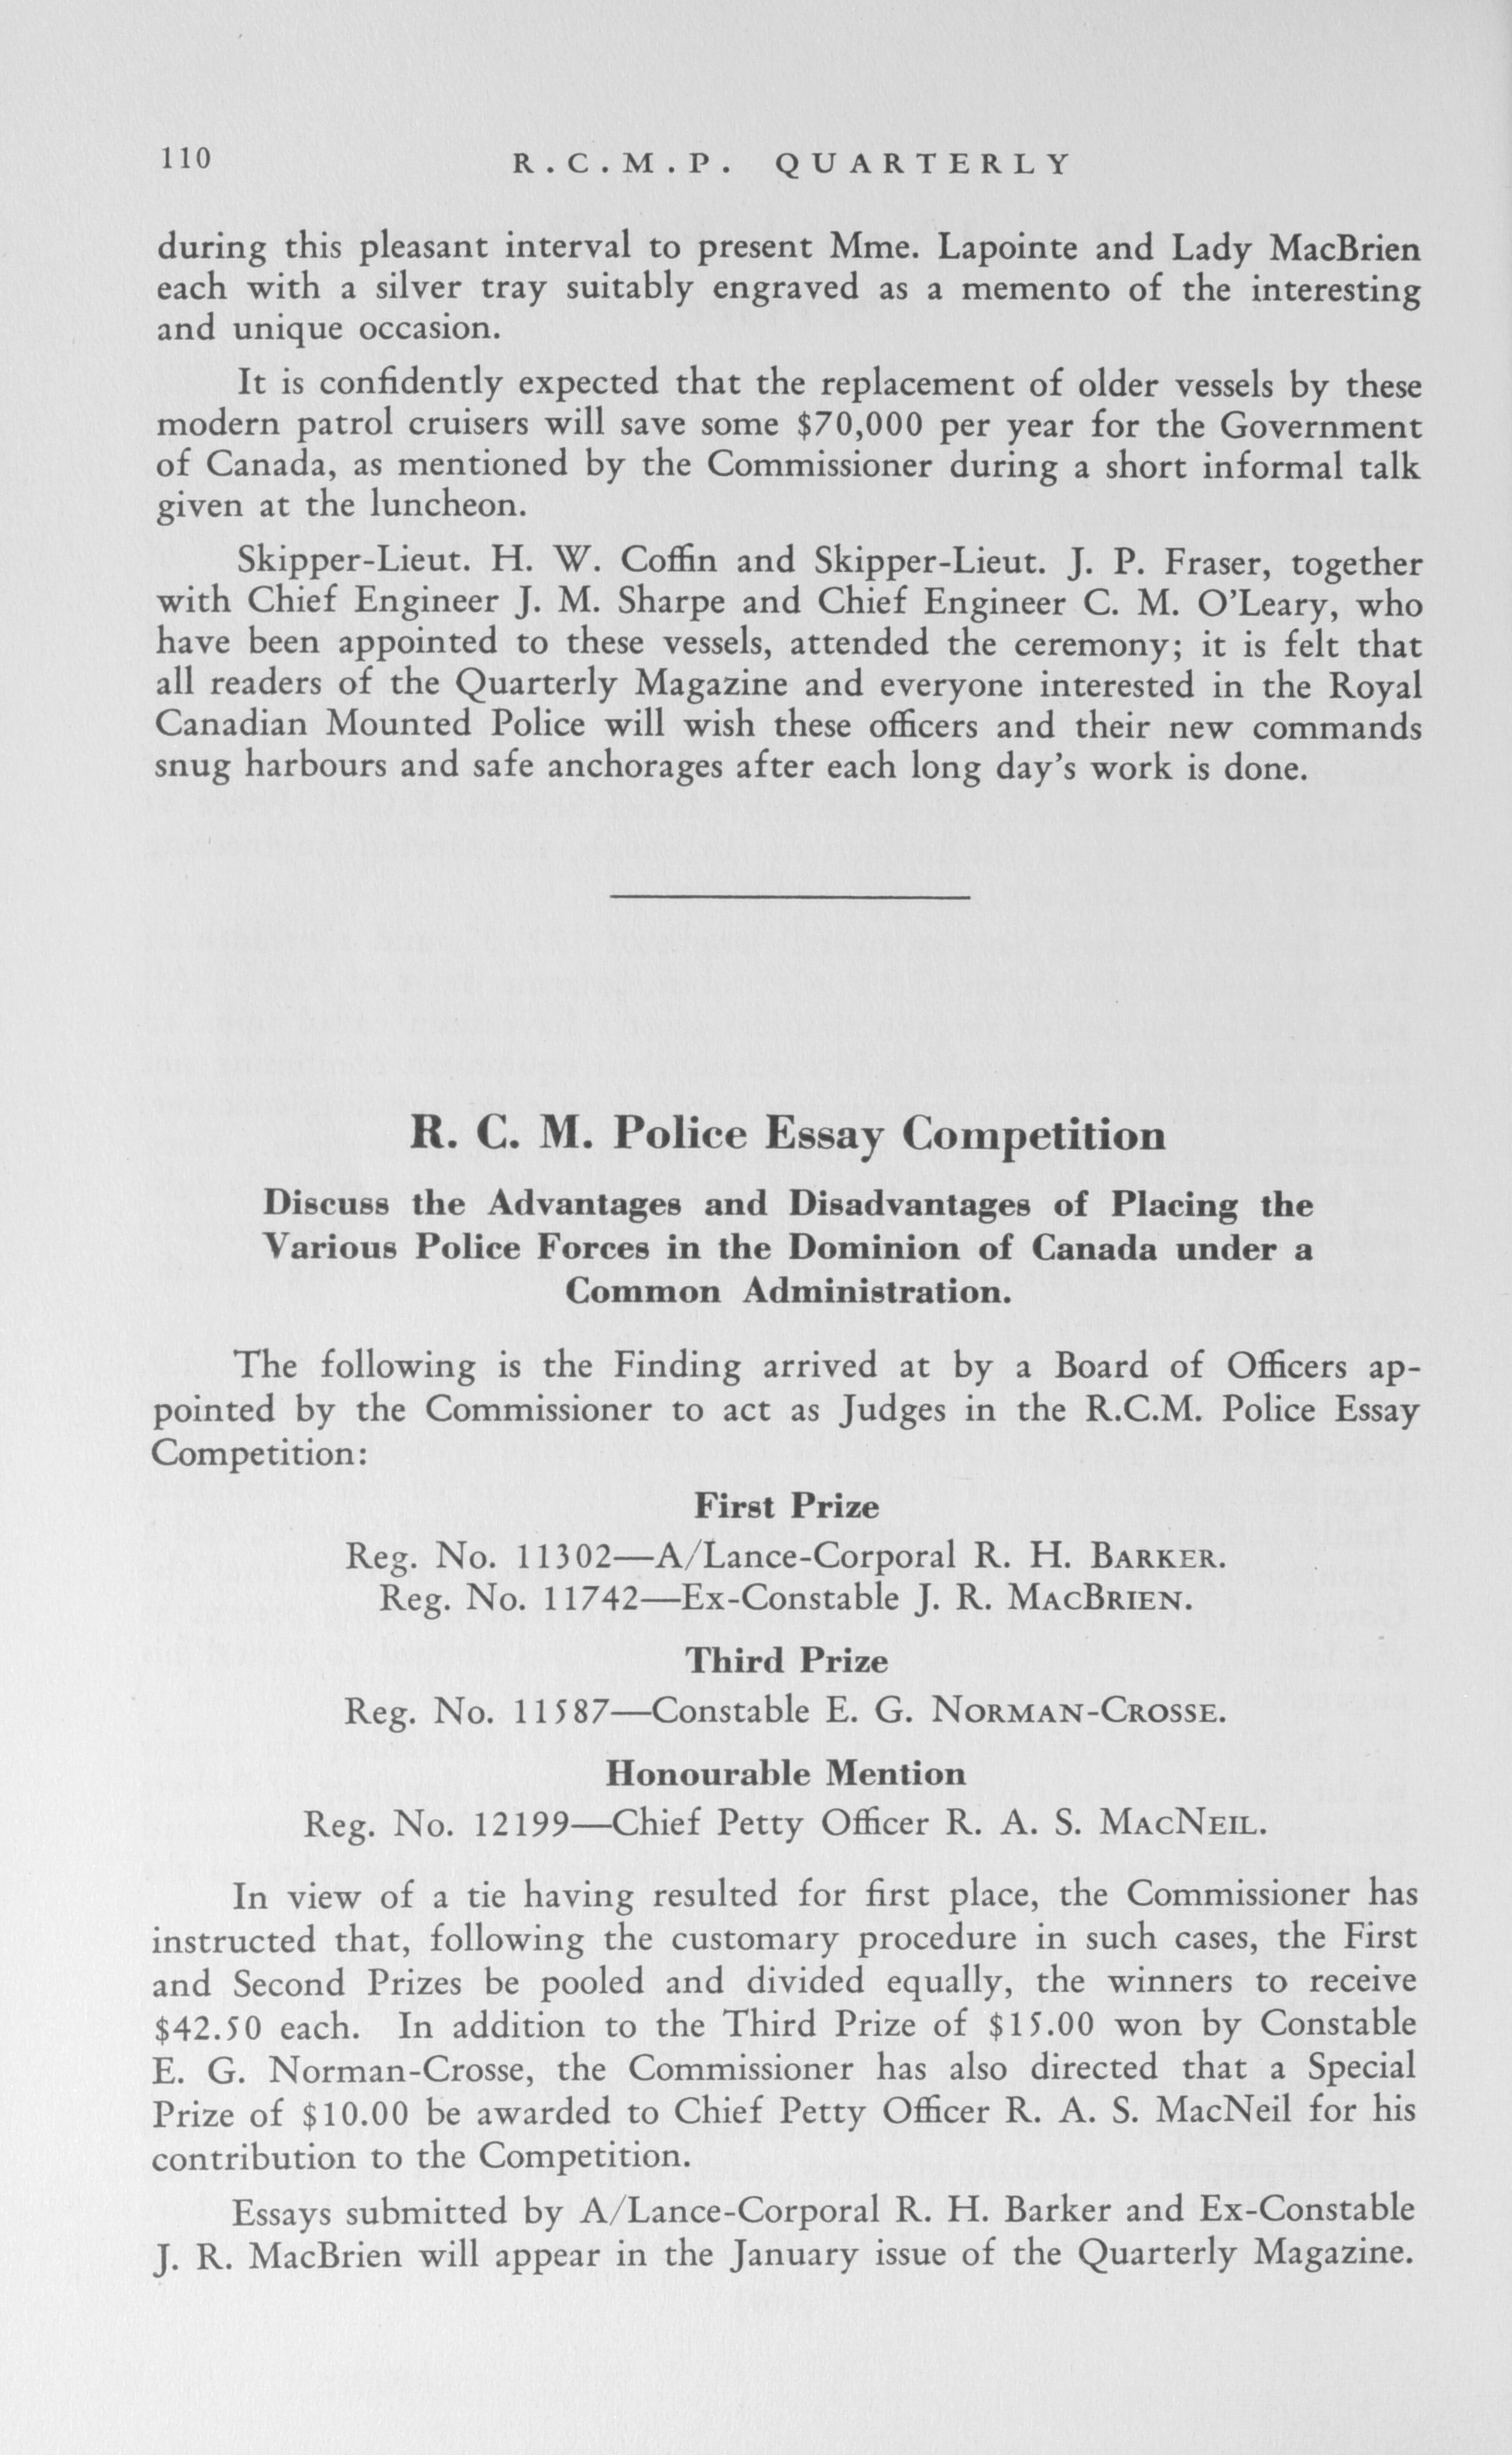 110
R.C.M.P. QUARTERLY
during this pleasant interval to present Mme. Lapointe and Lady MacBrien
each with a silver tray suitably engraved as a memento of the interesting
and unique occasion.
It is confidently expected that the replacement of older vessels by these
modern patrol cruisers will save some $70,000 per year for the Government
of Canada, as mentioned by the Commissioner during a short informal talk
given at the luncheon.
Skipper-Lieut. H. W. Coffin and Skipper-Lieut. J. P. Fraser, together
with Chief Engineer J. M. Sharpe and Chief Engineer C. M. O'Leary, who
have been appointed to these vessels, attended the ceremony; it is felt that
all readers of the Quarterly Magazine and everyone interested in the Royal
Canadian Mounted Police will wish these officers and their new commands
snug harbours and safe anchorages after each long day's work is done.
R. C. M. Police Essay Competition
Discuss the Advantages and Disadvantages of Placing the
Various Police Forces in the Dominion of Canada under a
Common Administration.
The following is the Finding arrived at by a Board of Officers ap-
pointed by the Commissioner to act as Judges in the R.C.M. Police Essay
Competition:
First Prize
Reg. No. 11302—A/Lance-Corporal R. H. BARKER.
Reg. No. 11742—Ex-Constable J. R. MACBRIEN.
Third Prize
Reg. No. 11587—Constable E. G. NORMAN-CROSSE.
Honourable Mention
Reg. No. 12199—Chief Petty Officer R. A. S. MACNEIL.
In view of a tie having resulted for first place, the Commissioner has
instructed that, following the customary procedure in such cases, the First
and Second Prizes be pooled and divided equally, the winners to receive
$42.50 each. In addition to the Third Prize of $15.00 won by Constable
E. G. Norman-Crosse, the Commissioner has also directed that a Special
Prize of $10.00 be awarded to Chief Petty Officer R. A. S. MacNeil for his
contribution to the Competition.
Essays submitted by A/Lance-Corporal R. H. Barker and Ex-Constable
J. R. MacBrien will appear in the January issue of the Quarterly Magazine.